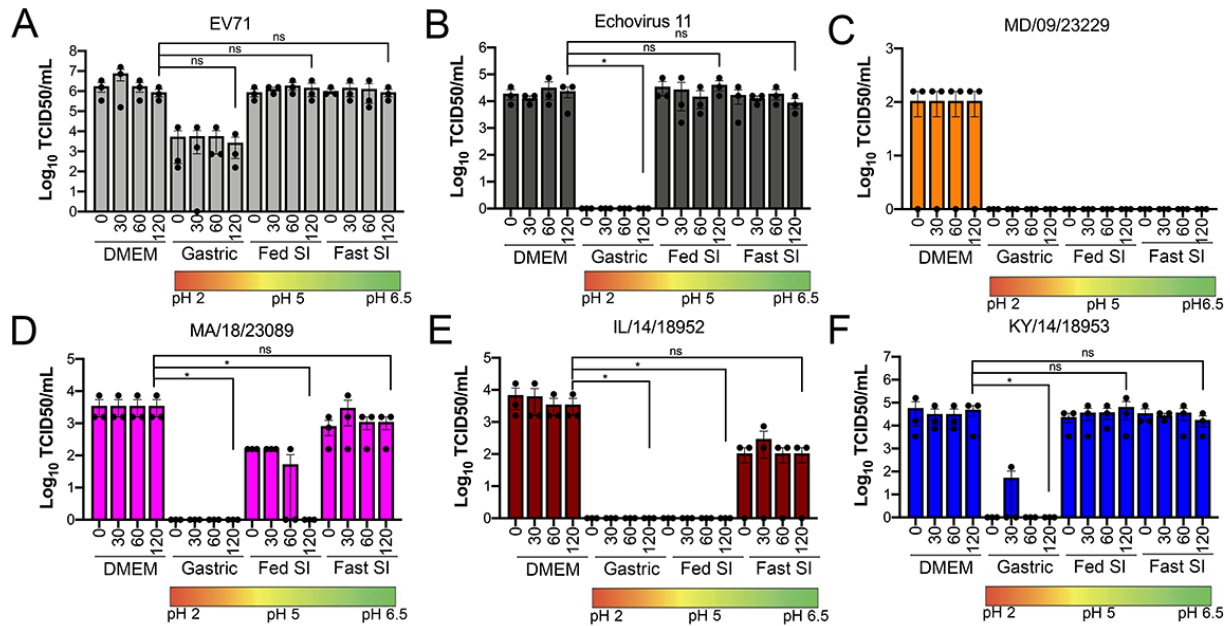 A
EV71
Log10 TCID50/mL
8
7
6
5
4
3
2
1
0
ns
ns
ns
0 30 60 120 0 30 60 120 0 30 60 120 0 30 60 120
DMEM Gastric Fed SI Fast SI
pH 2 pH 5 pH 6.5
B
Echovirus 11
Log10 TCID50/mL
6
5
4
3
2
1
0
ns
ns
*
0 30 60 120 0 30 60 120 0 30 60 120 0 30 60 120
DMEM Gastric Fed SI Fast SI
pH 2 pH 5 pH 6.5
C
MD/09/23229
Log10 TCID50/mL
3
2
1
0
0 30 60 120 0 30 60 120 0 30 60 120 0 30 60 120
DMEM Gastric Fed SI Fast SI
pH 2 pH 5 pH6.5
D
MA/18/23089
Log10 TCID50/mL
5
4
3
2
1
0
ns
*
*
0 30 60 120 0 30 60 120 0 30 60 120 0 30 60 120
DMEM Gastric Fed SI Fast SI
pH 2 pH 5 pH 6.5
E
IL/14/18952
Log10 TCID50/mL
5
4
3
2
1
0
ns
*
*
0 30 60 120 0 30 60 120 0 30 60 120 0 30 60 120
DMEM Gastric Fed SI Fast SI
pH 2 pH 5 pH 6.5
F
KY/14/18953
Log10 TCID50/mL
7
6
5
4
3
2
1
0
ns
ns
*
0 30 60 120 0 30 60 120 0 30 60 120 0 30 60 120
DMEM Gastric Fed SI Fast SI
pH 2 pH 5 pH 6.5